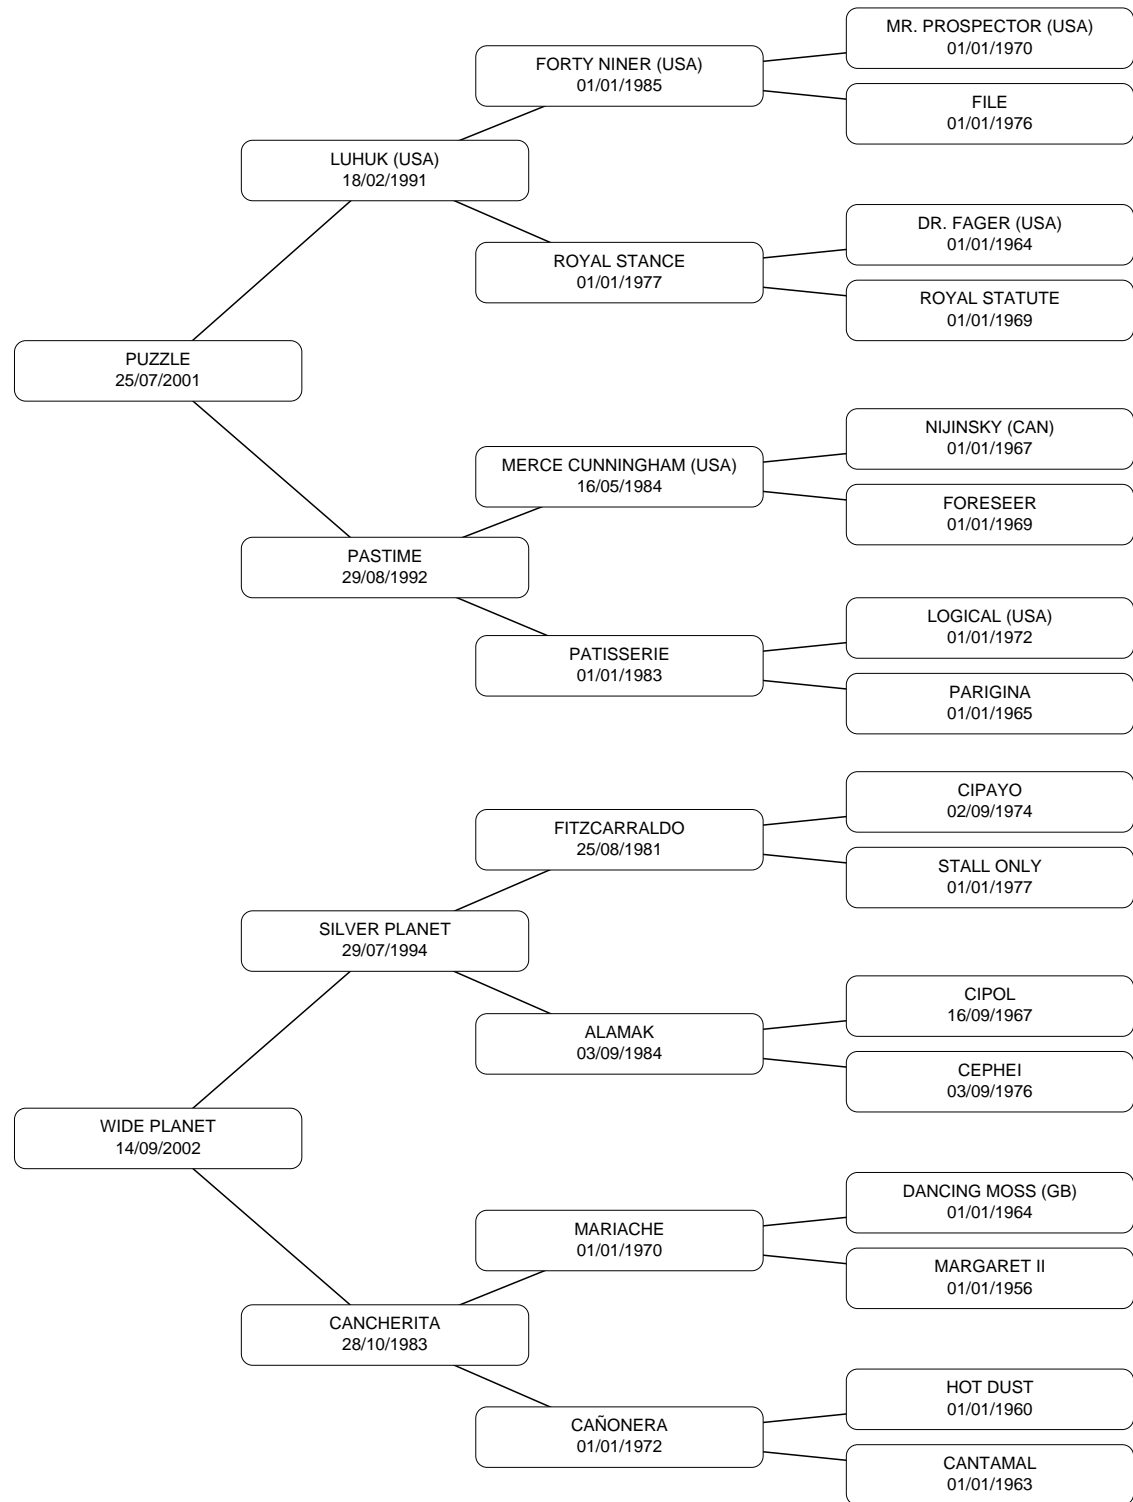 MR. PROSPECTOR (USA)
01/01/1970
FORTY NINER (USA)
01/01/1985
FILE
01/01/1976
LUHUK (USA)
18/02/1991
DR. FAGER (USA)
01/01/1964
ROYAL STANCE
01/01/1977
ROYAL STATUTE
01/01/1969
PUZZLE
25/07/2001
NIJINSKY (CAN)
01/01/1967
MERCE CUNNINGHAM (USA)
16/05/1984
FORESEER
01/01/1969
PASTIME
29/08/1992
LOGICAL (USA)
01/01/1972
PATISSERIE
01/01/1983
PARIGINA
01/01/1965
CIPAYO
02/09/1974
FITZCARRALDO
25/08/1981
STALL ONLY
01/01/1977
SILVER PLANET
29/07/1994
CIPOL
16/09/1967
ALAMAK
03/09/1984
CEPHEI
03/09/1976
WIDE PLANET
14/09/2002
DANCING MOSS (GB)
01/01/1964
MARIACHE
01/01/1970
MARGARET II
01/01/1956
CANCHERITA
28/10/1983
HOT DUST
01/01/1960
CAÑONERA
01/01/1972
CANTAMAL
01/01/1963